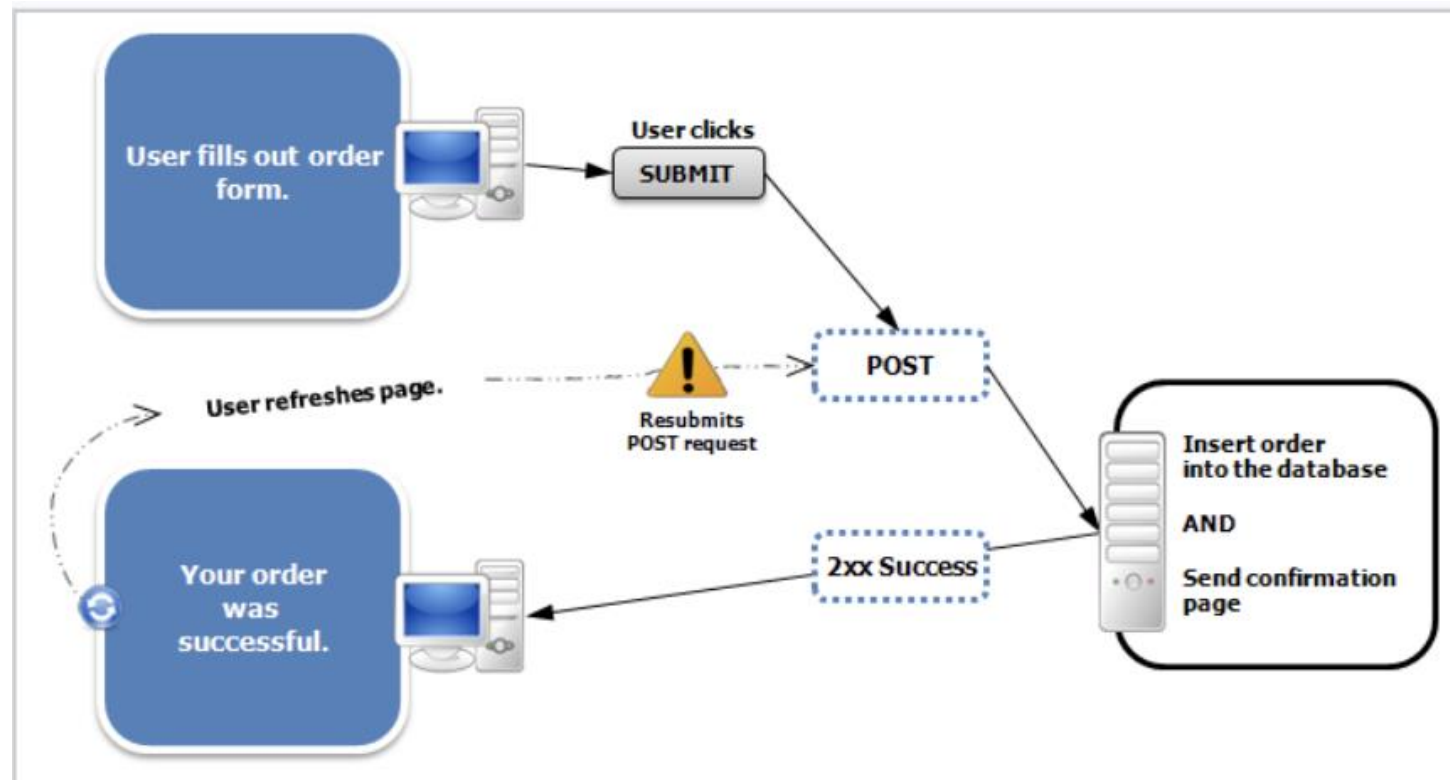 User fills out order
form.
User clicks
SUBMIT
POST
User refreshes page.
Resubmits
POST request
Insert order
into the database
AND
Send confirmation
page
2xx Success
Your order
was
successful.